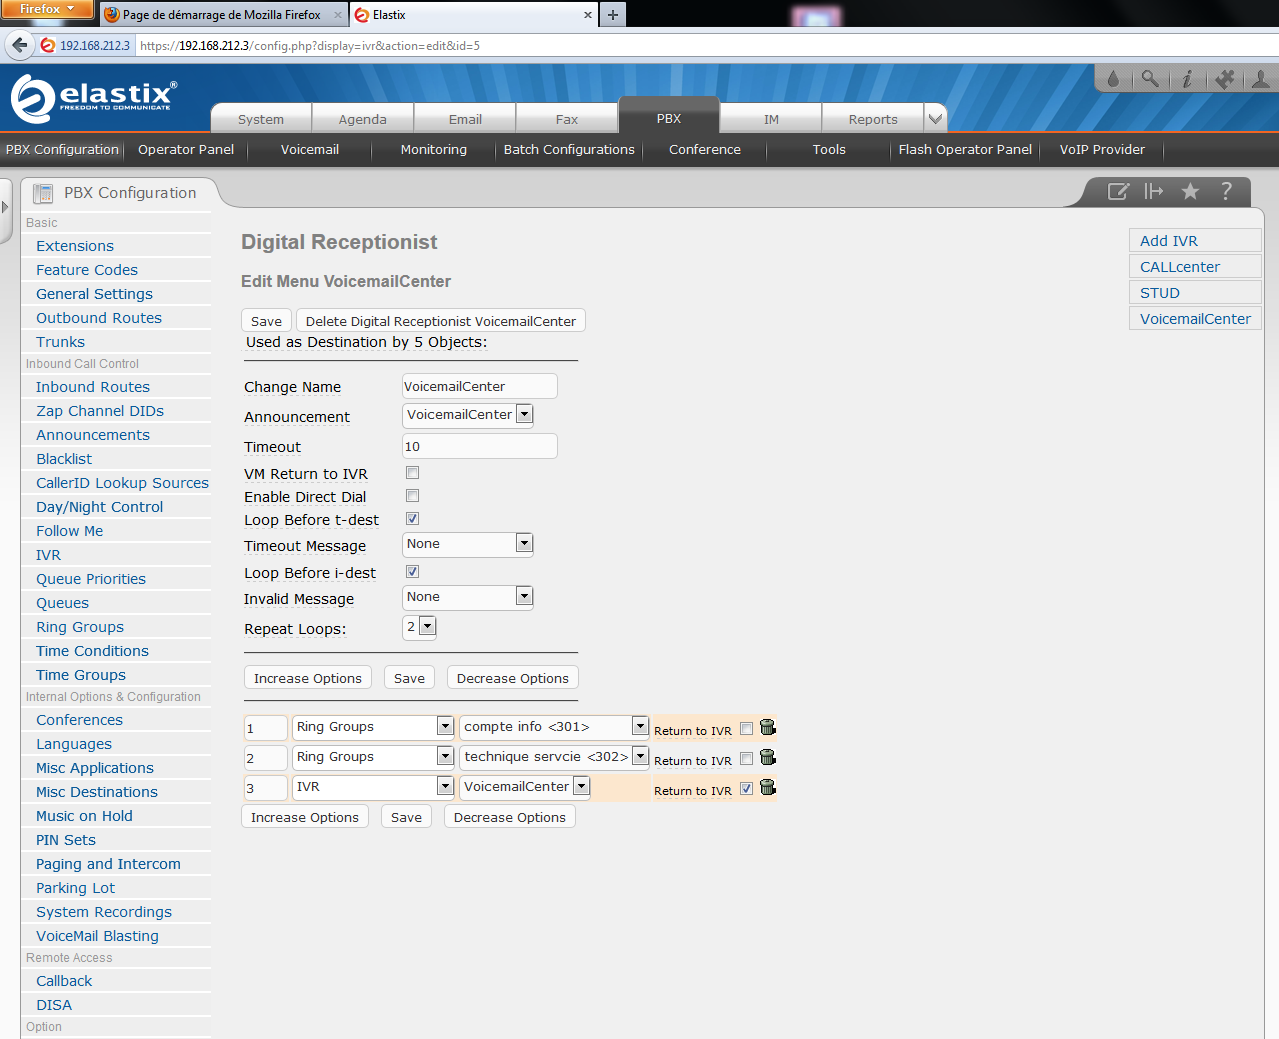 Firefox
Page de démarrage de Mozilla Firefox
Elastix
192.168.212.3
https://192.168.212.3/config.php?display=ivr&action=edit&id=5
elastix®
FREEDOM TO COMMUNICATE
System
Agenda
Email
Fax
PBX
IM
Reports
PBX Configuration
Operator Panel
Voicemail
Monitoring
Batch Configurations
Conference
Tools
Flash Operator Panel
VoIP Provider
PBX Configuration
Basic
Extensions
Feature Codes
General Settings
Outbound Routes
Trunks
Inbound Call Control
Inbound Routes
Zap Channel DIDs
Announcements
Blacklist
CallerID Lookup Sources
Day/Night Control
Follow Me
IVR
Queue Priorities
Queues
Ring Groups
Time Conditions
Time Groups
Internal Options & Configuration
Conferences
Languages
Misc Applications
Misc Destinations
Music on Hold
PIN Sets
Paging and Intercom
Parking Lot
System Recordings
VoiceMail Blasting
Remote Access
Callback
DISA
Option
Digital Receptionist
Edit Menu VoicemailCenter
Save
Delete Digital Receptionist VoicemailCenter
Used as Destination by 5 Objects:
Change Name VoicemailCenter
Announcement VoicemailCenter
Timeout 10
VM Return to IVR
Enable Direct Dial
Loop Before t-dest
Timeout Message None
Loop Before i-dest
Invalid Message None
Repeat Loops: 2
Increase Options Save Decrease Options
1 Ring Groups compte info <301> Return to IVR
2 Ring Groups technique servcie <302> Return to IVR
3 IVR VoicemailCenter Return to IVR
Increase Options Save Decrease Options
?
Add IVR
CALLcenter
STUD
VoicemailCenter